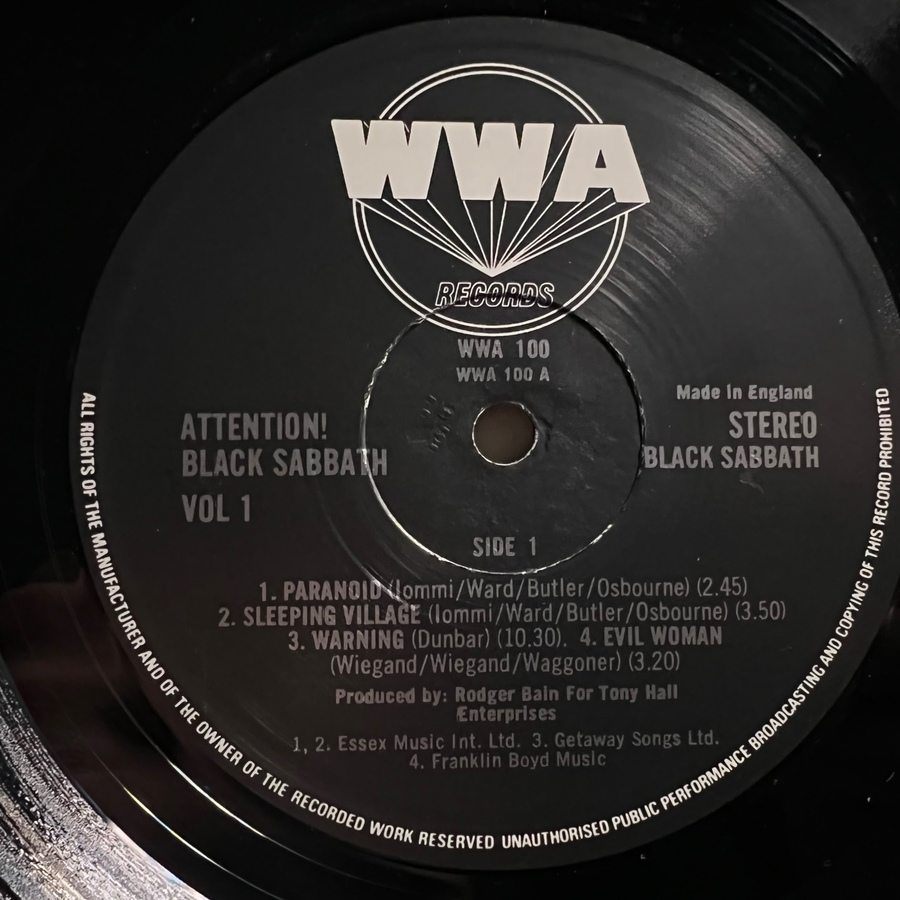 WWA
RECORDS
WWA 100
WWA 100 A
Made in England
ATTENTION!
BLACK SABBATH
VOL 1
STEREO
BLACK SABBATH
SIDE 1
1. PARANOID (Iommi/Ward/Butler/Osbourne) (2.45)
2. SLEEPING VILLAGE (Iommi/Ward/Butler/Osbourne) (3.50)
3. WARNING (Dunbar) (10.30). 4. EVIL WOMAN
(Wiegand/Wiegand/Waggoner) (3.20)
Produced by: Rodger Bain For Tony Hall
Enterprises
1, 2. Essex Music Int. Ltd. 3. Getaway Songs Ltd.
4. Franklin Boyd Music
ALL RIGHTS OF THE MANUFACTURER AND OF THE OWNER OF THE RECORDED WORK RESERVED UNAUTHORISED PUBLIC PERFORMANCE BROADCASTING AND COPYING OF THIS RECORD PROHIBITED